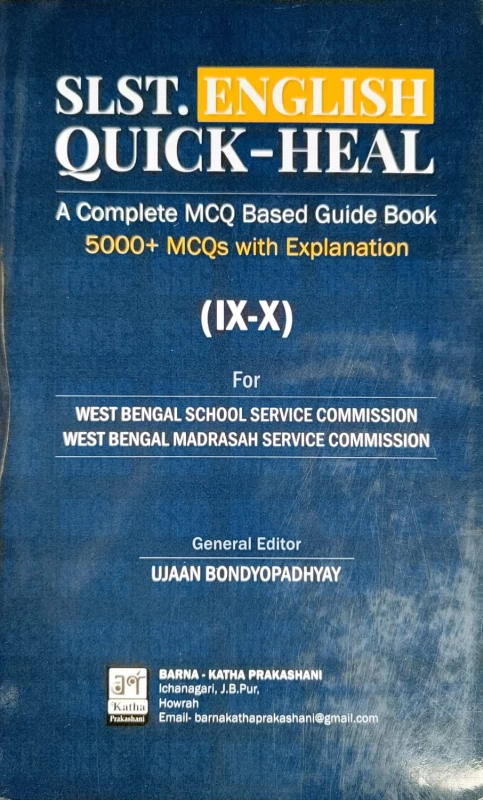 SLST. ENGLISH
QUICK-HEAL
A Complete MCQ Based Guide Book
5000+ MCQs with Explanation
(IX-X)
For
WEST BENGAL SCHOOL SERVICE COMMISSION
WEST BENGAL MADRASAH SERVICE COMMISSION
General Editor
UJAAN BONDYOPADHYAY
Katha
Prakashani
BARNA - KATHA PRAKASHANI
Ichanagari, J.B.Pur,
Howrah
Email- barnakathaprakashani@gmail.com